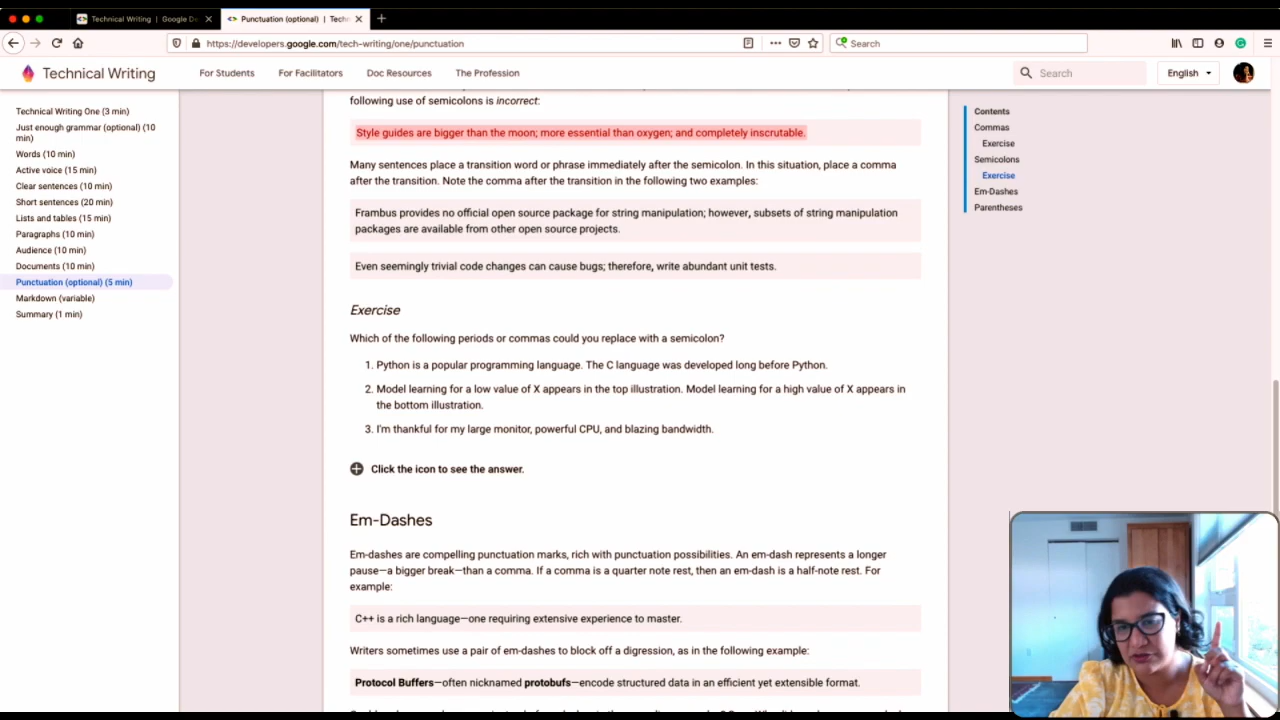 Technical Writing | Google De
Punctuation (optional) | Techn
https://developers.google.com/tech-writing/one/punctuation
Search
Technical Writing
For Students
For Facilitators
Doc Resources
The Profession
Search
English
Technical Writing One (3 min)
Just enough grammar (optional) (10
min)
Words (10 min)
Active voice (15 min)
Clear sentences (10 min)
Short sentences (20 min)
Lists and tables (15 min)
Paragraphs (10 min)
Audience (10 min)
Documents (10 min)
Punctuation (optional) (5 min)
Markdown (variable)
Summary (1 min)
following use of semicolons is incorrect:
Style guides are bigger than the moon; more essential than oxygen; and completely inscrutable.
Many sentences place a transition word or phrase immediately after the semicolon. In this situation, place a comma
after the transition. Note the comma after the transition in the following two examples:
Frambus provides no official open source package for string manipulation; however, subsets of string manipulation
packages are available from other open source projects.
Even seemingly trivial code changes can cause bugs; therefore, write abundant unit tests.
Exercise
Which of the following periods or commas could you replace with a semicolon?
1. Python is a popular programming language. The C language was developed long before Python.
2. Model learning for a low value of X appears in the top illustration. Model learning for a high value of X appears in
the bottom illustration.
3. I'm thankful for my large monitor, powerful CPU, and blazing bandwidth.
Click the icon to see the answer.
Em-Dashes
Em-dashes are compelling punctuation marks, rich with punctuation possibilities. An em-dash represents a longer
pause—a bigger break—than a comma. If a comma is a quarter note rest, then an em-dash is a half-note rest. For
example:
C++ is a rich language—one requiring extensive experience to master.
Writers sometimes use a pair of em-dashes to block off a digression, as in the following example:
Protocol Buffers—often nicknamed protobufs—encode structured data in an efficient yet extensible format.
Contents
Commas
Exercise
Semicolons
Exercise
Em-Dashes
Parentheses